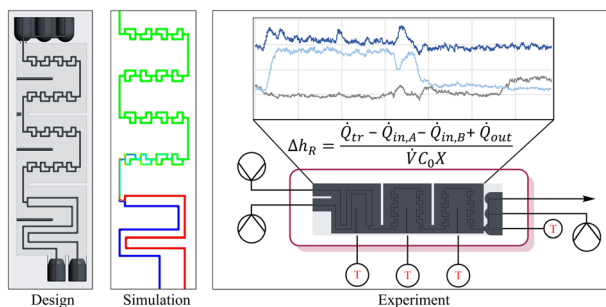 Δh_R = (Q̇_tr − Q̇_in,A − Q̇_in,B + Q̇_out) / (V̇ C_0 X)
T
T T T
Design Simulation Experiment